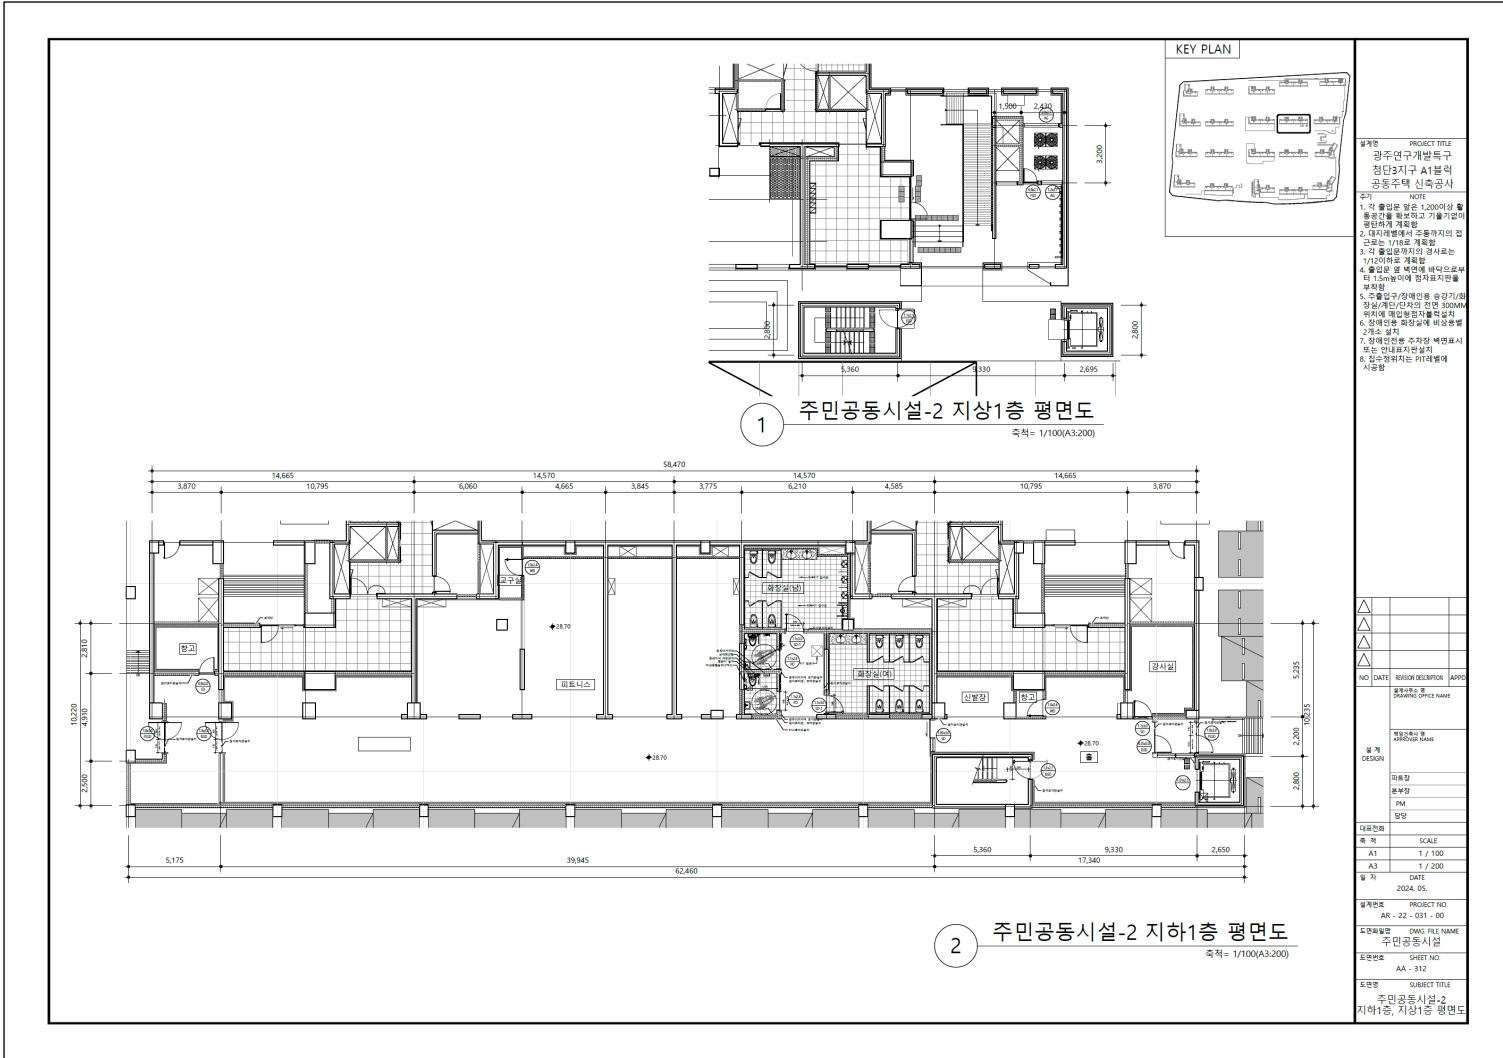 KEY PLAN
1,500
2,430
3,200
2,800
2,800
5,360
9,330
2,695
1
주민공동시설-2 지상1층 평면도
축척= 1/100(A3:200)
58,470
14,665
14,570
14,570
14,665
3,870
10,795
6,060
4,665
3,845
3,775
6,210
4,585
10,795
3,870
교구실
화장실(남)
28.70
창고
피트니스
화장실(여)
강사실
신발장
창고
28.70
28.70
홀
2,810
4,910
10,220
2,500
5,235
10,235
2,200
2,800
5,175
39,945
5,360
9,330
2,650
17,340
62,460
2
주민공동시설-2 지하1층 평면도
축척= 1/100(A3:200)
설계명 PROJECT TITLE
광주연구개발특구
첨단3지구 A1블럭
공동주택 신축공사
주기 NOTE
1. 각 출입문 앞은 1,200이상 활
동공간을 확보하고 기울기없이
평탄하게 계획함
2. 대지레벨에서 주동까지의 접
근로는 1/18로 계획함
3. 각 출입문까지의 경사로는
1/12이하로 계획함
4. 출입문 옆 벽면에 바닥으로부
터 1.5m높이에 점자표지판을
부착함
5. 주출입구/장애인용 승강기/화
장실/계단/단차의 전면 300MM
위치에 매입형점자블럭설치
6. 장애인용 화장실에 비상용벨
2개소 설치
7. 장애인전용 주차장 벽면표시
또는 안내표지판설치
8. 집수정위치는 PIT레벨에
시공함
NO DATE REVISION DESCRIPTION APPD
설계사무소 명
DRAWING OFFICE NAME
책임건축사 명
APPROVER NAME
설 계
DESIGN
파트장
본부장
PM
담당
대표전화
축 척 SCALE
A1 1 / 100
A3 1 / 200
일 자 DATE
2024. 05.
설계번호 PROJECT NO.
AR - 22 - 031 - 00
도면화일명 DWG. FILE NAME
주민공동시설
도면번호 SHEET NO.
AA - 312
도면명 SUBJECT TITLE
주민공동시설-2
지하1층, 지상1층 평면도